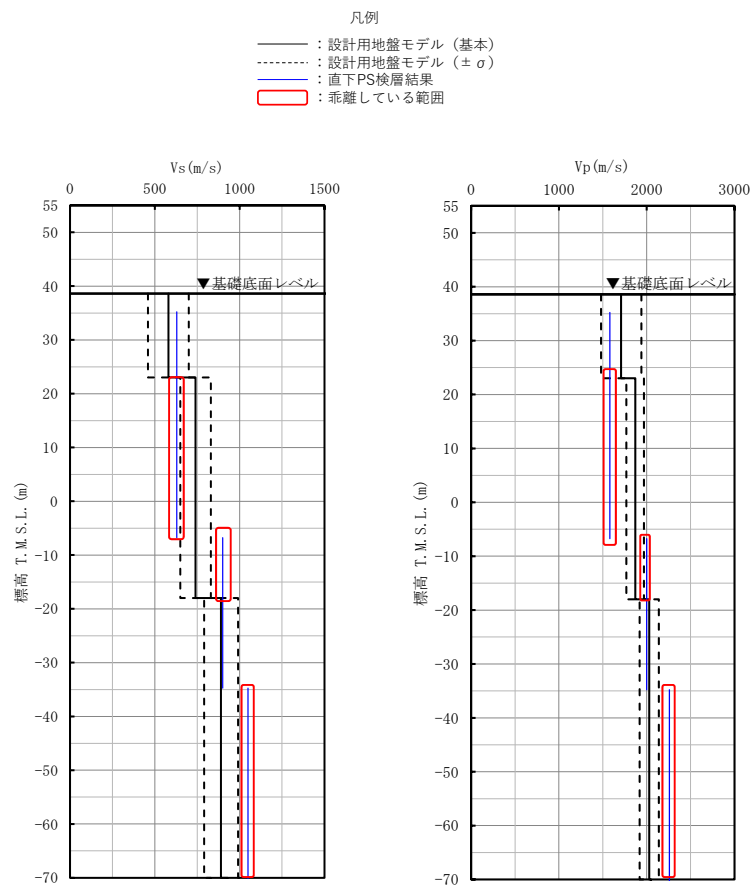 凡例
：設計用地盤モデル（基本）
：設計用地盤モデル（±σ）
：直下PS検層結果
：乖離している範囲
Vs(m/s)
0 500 1000 1500
55
50
40
▼基礎底面レベル
30
20
10
0
-10
-20
-30
-40
-50
-60
-70
標高 T.M.S.L.(m)
Vp(m/s)
0 1000 2000 3000
55
50
40
▼基礎底面レベル
30
20
10
0
-10
-20
-30
-40
-50
-60
-70
標高 T.M.S.L.(m)